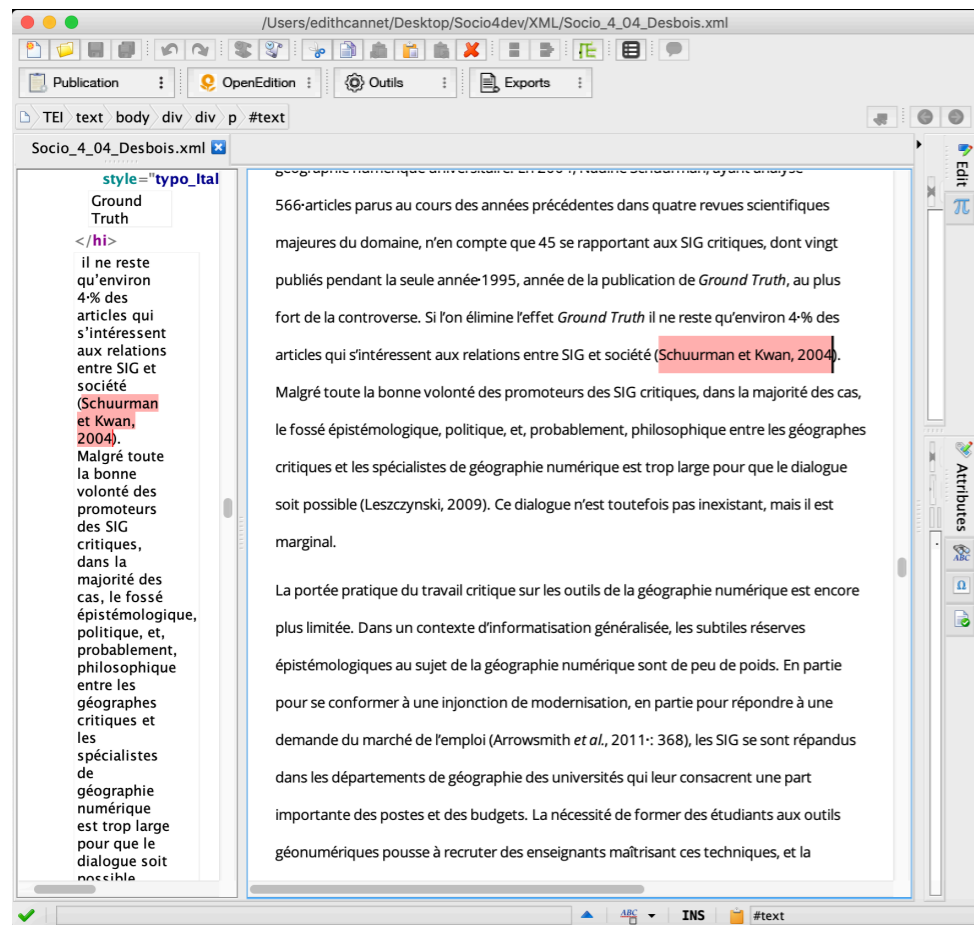 /Users/edithcannet/Desktop/Socio4dev/XML/Socio_4_04_Desbois.xml
Publication
OpenEdition
Outils
Exports
TEI text body div div p #text
Socio_4_04_Desbois.xml
style="typo_Ital
Ground
Truth
</hi>
il ne reste
qu’environ
4·% des
articles qui
s’intéressent
aux relations
entre SIG et
société
(Schuurman
et Kwan,
2004).
Malgré toute
la bonne
volonté des
promoteurs
des SIG
critiques,
dans la
majorité des
cas, le fossé
épistémologique,
politique, et,
probablement,
philosophique
entre les
géographes
critiques et
les
spécialistes
de
géographie
numérique
est trop large
pour que le
dialogue soit
possible
géographie numérique universitaire. En 2004, Nadine Schuurman, ayant analysé
566·articles parus au cours des années précédentes dans quatre revues scientifiques
majeures du domaine, n’en compte que 45 se rapportant aux SIG critiques, dont vingt
publiés pendant la seule année·1995, année de la publication de Ground Truth, au plus
fort de la controverse. Si l’on élimine l’effet Ground Truth il ne reste qu’environ 4·% des
articles qui s’intéressent aux relations entre SIG et société (Schuurman et Kwan, 2004).
Malgré toute la bonne volonté des promoteurs des SIG critiques, dans la majorité des cas,
le fossé épistémologique, politique, et, probablement, philosophique entre les géographes
critiques et les spécialistes de géographie numérique est trop large pour que le dialogue
soit possible (Leszczynski, 2009). Ce dialogue n’est toutefois pas inexistant, mais il est
marginal.
La portée pratique du travail critique sur les outils de la géographie numérique est encore
plus limitée. Dans un contexte d’informatisation généralisée, les subtiles réserves
épistémologiques au sujet de la géographie numérique sont de peu de poids. En partie
pour se conformer à une injonction de modernisation, en partie pour répondre à une
demande du marché de l’emploi (Arrowsmith et al., 2011·: 368), les SIG se sont répandus
dans les départements de géographie des universités qui leur consacrent une part
importante des postes et des budgets. La nécessité de former des étudiants aux outils
géonumériques pousse à recruter des enseignants maîtrisant ces techniques, et la
Edit
π
Attributes
ABC
Ω
ABC
INS
#text